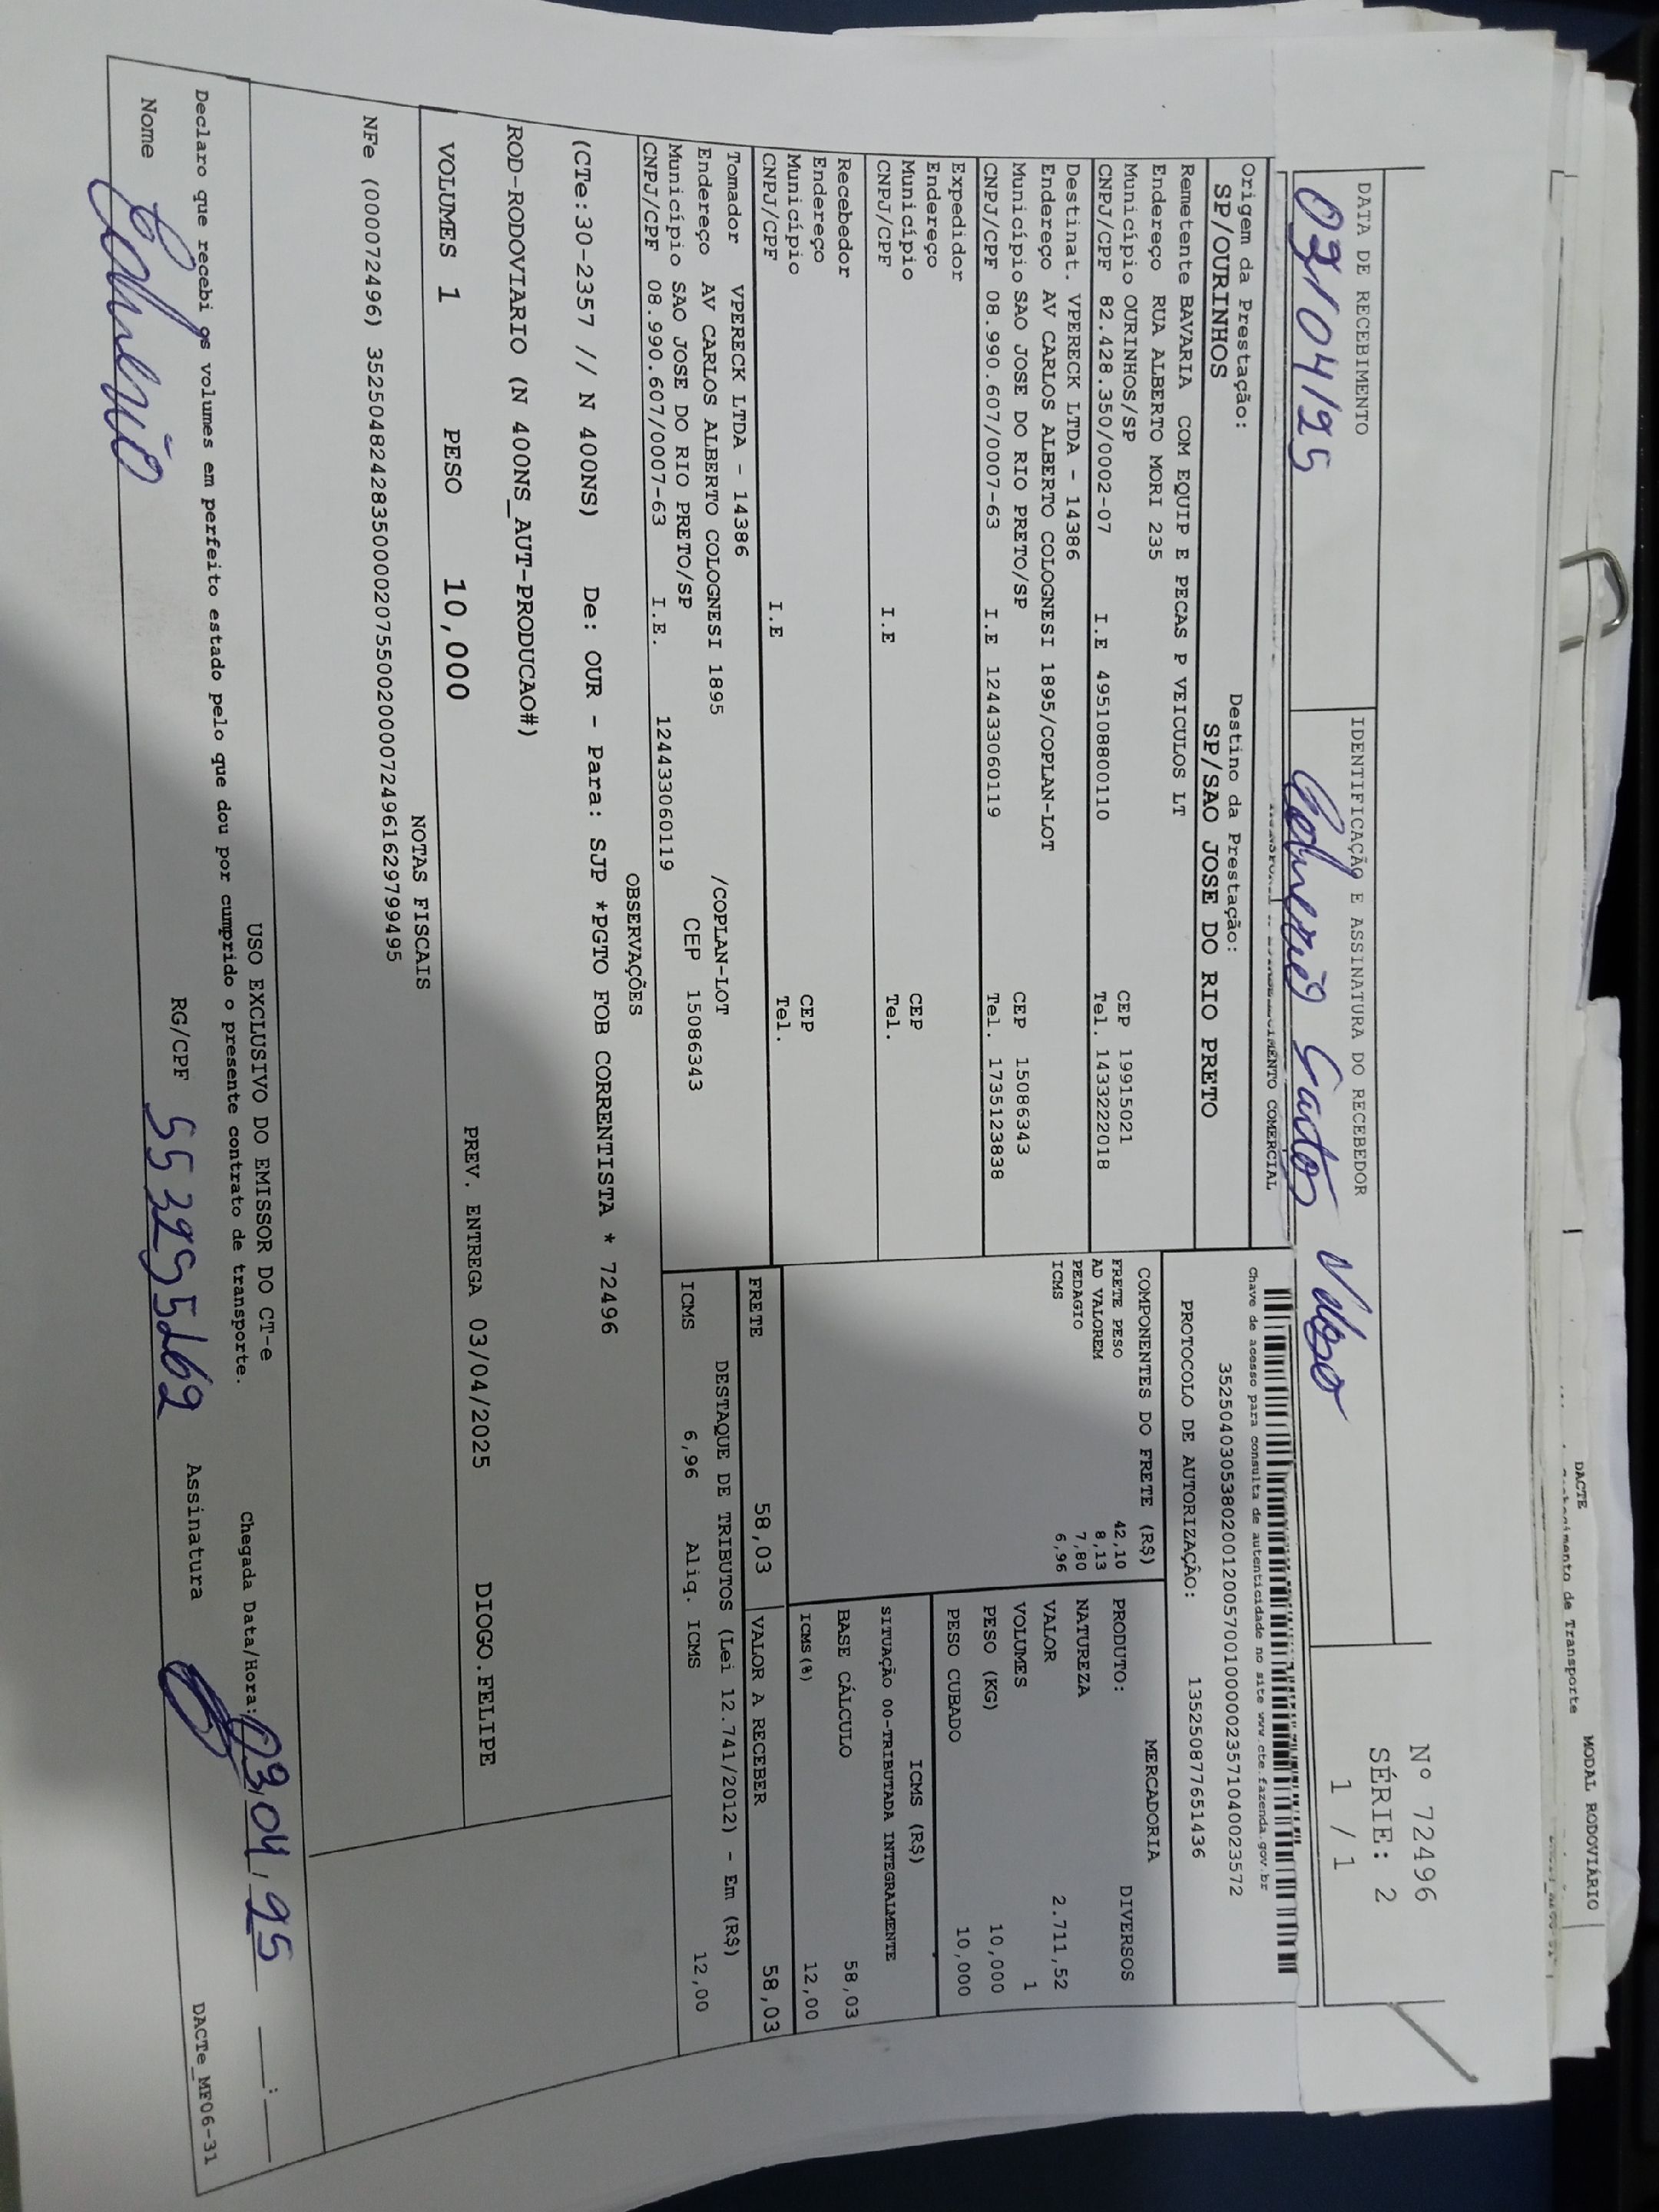 DACTE
MODAL RODOVIÁRIO
de Transporte
DATA DE RECEBIMENTO
IDENTIFICAÇÃO E ASSINATURA DO RECEBEDOR
Nº 72496
SÉRIE: 2
1 / 1
03/04/25
Chave de acesso para consulta de autenticidade no site www.cte.fazenda.gov.br
35250403053802001200570010000023571040023572
PROTOCOLO DE AUTORIZAÇÃO: 135250877651436
Origem da Prestação:
SP/OURINHOS
Destino da Prestação:
SP/SAO JOSE DO RIO PRETO
Remetente BAVARIA COM EQUIP E PECAS P VEICULOS LT
Endereço RUA ALBERTO MORI 235
Município OURINHOS/SP CEP 19915021
CNPJ/CPF 82.428.350/0002-07 I.E 495108800110 Tel. 1433222018
Destinat. VPERECK LTDA - 14386
Endereço AV CARLOS ALBERTO COLOGNESI 1895/COPLAN-LOT
Município SAO JOSE DO RIO PRETO/SP CEP 15086343
CNPJ/CPF 08.990.607/0007-63 I.E 124433060119 Tel. 1735123838
Expedidor
Endereço
Município CEP
CNPJ/CPF I.E Tel.
Recebedor
Endereço
Município CEP
CNPJ/CPF I.E Tel.
Tomador VPERECK LTDA - 14386
Endereço AV CARLOS ALBERTO COLOGNESI 1895 /COPLAN-LOT
Município SAO JOSE DO RIO PRETO/SP CEP 15086343
CNPJ/CPF 08.990.607/0007-63 I.E. 124433060119
COMPONENTES DO FRETE (R$)
FRETE PESO 42,10
AD VALOREM 8,13
PEDAGIO 7,80
ICMS 6,96
MERCADORIA
PRODUTO: DIVERSOS
NATUREZA
VALOR 2.711,52
VOLUMES 1
PESO (KG) 10,000
PESO CUBADO 10,000
ICMS (R$)
SITUAÇÃO 00-TRIBUTADA INTEGRALMENTE
BASE CÁLCULO 58,03
ICMS(%) 12,00
FRETE 58,03 VALOR A RECEBER 58,03
DESTAQUE DE TRIBUTOS (Lei 12.741/2012) - Em (R$)
ICMS 6,96 Aliq. ICMS 12,00
OBSERVAÇÕES
(CTe:30-2357 // N 400NS) De: OUR - Para: SJP *PGTO FOB CORRENTISTA * 72496
ROD-RODOVIARIO (N 400NS_AUT-PRODUCAO#)
VOLUMES 1 PESO 10,000 PREV. ENTREGA 03/04/2025 DIOGO.FELIPE
NOTAS FISCAIS
NFe (000072496) 35250482428350000207550020000724961629799495
USO EXCLUSIVO DO EMISSOR DO CT-e
Declaro que recebi os volumes em perfeito estado pelo que dou por cumprido o presente contrato de transporte.
Chegada Data/Hora: 03,04,25 ___:___
Nome RG/CPF Assinatura
DACTe_MF06-31